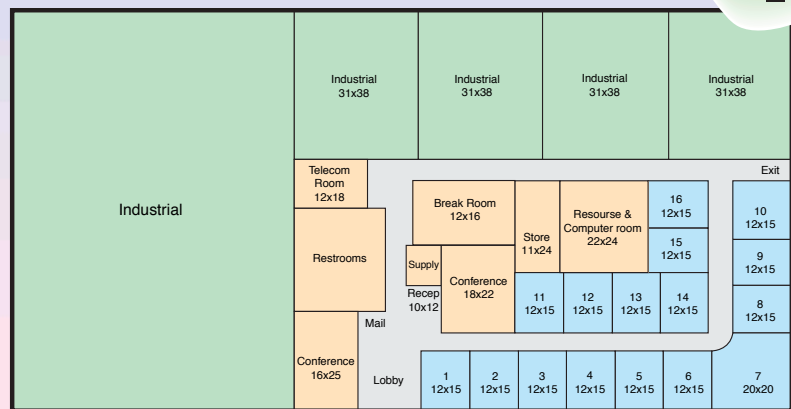 Industrial
Industrial
31x38
Industrial
31x38
Industrial
31x38
Industrial
31x38
Exit
Telecom
Room
12x18
Restrooms
Conference
16x25
Mail
Lobby
Break Room
12x16
Supply
Recep
10x12
Conference
18x22
Store
11x24
Resourse &
Computer room
22x24
16
12x15
15
12x15
11
12x15
12
12x15
13
12x15
14
12x15
10
12x15
9
12x15
8
12x15
1
12x15
2
12x15
3
12x15
4
12x15
5
12x15
6
12x15
7
20x20